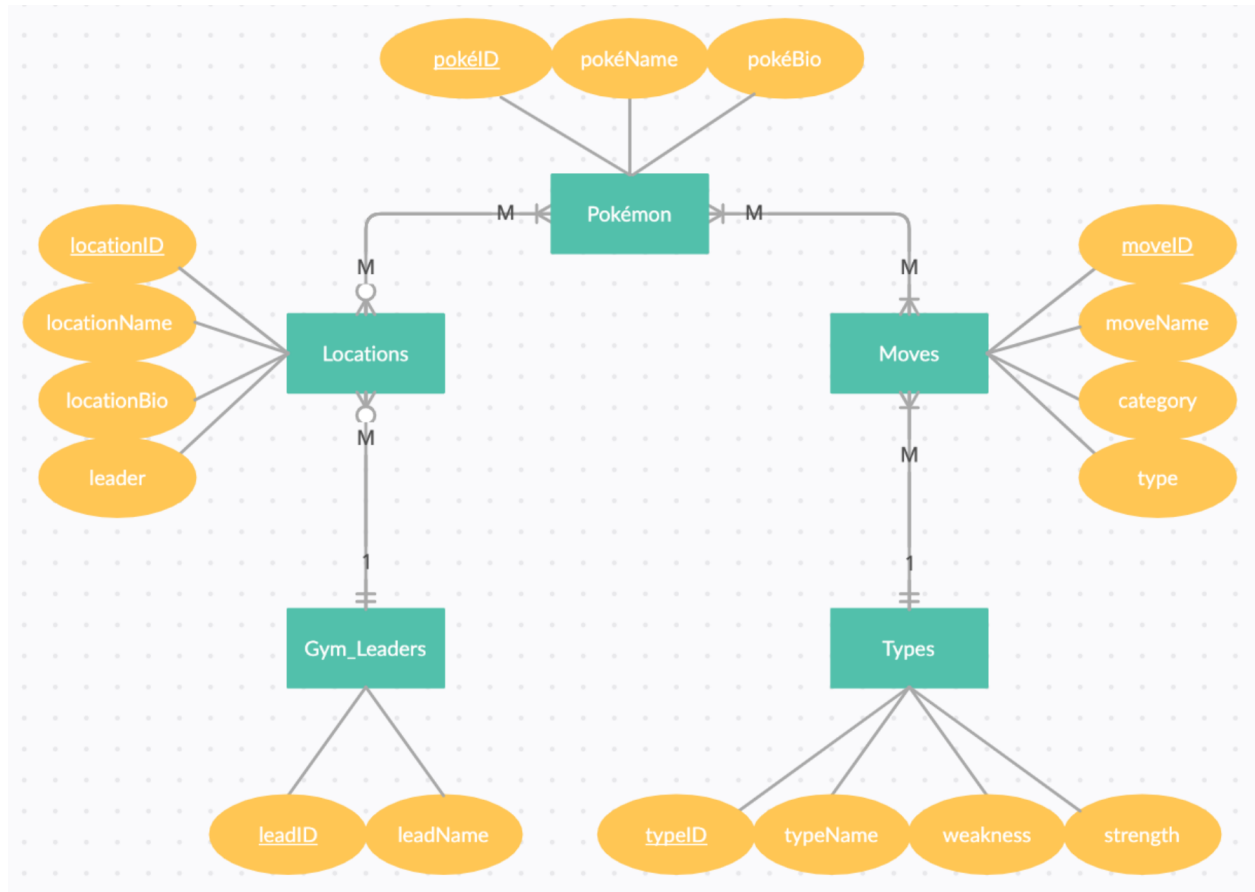 pokéID pokéName pokéBio
M Pokémon M
locationID
locationName
locationBio
leader
M
Locations
M
1
Gym_Leaders
leadID leadName
moveID
moveName
category
type
M
Moves
M
1
Types
typeID typeName weakness strength